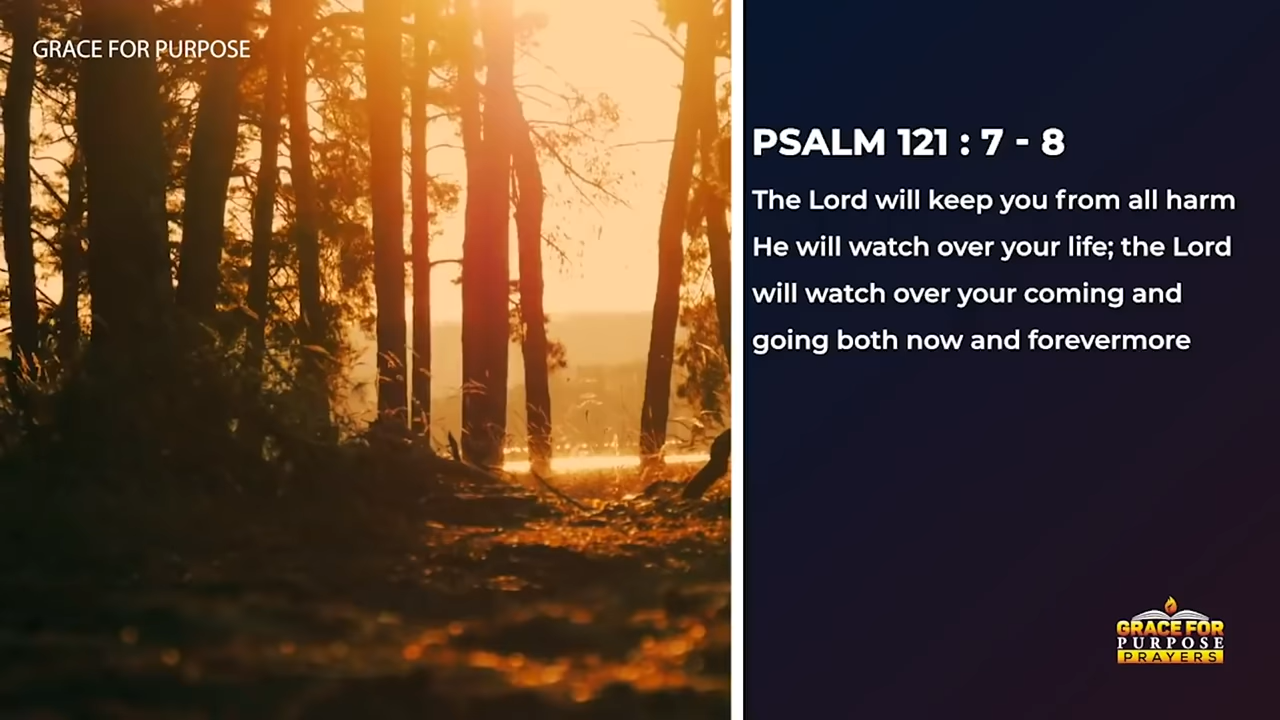 GRACE FOR PURPOSE
PSALM 121 : 7 - 8
The Lord will keep you from all harm
He will watch over your life; the Lord
will watch over your coming and
going both now and forevermore
GRACE FOR
PURPOSE
PRAYERS